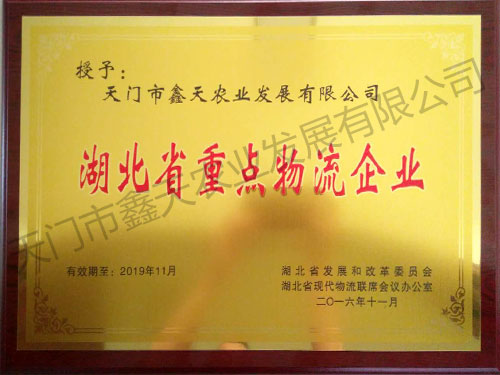 授予：
天门市鑫天农业发展有限公司
湖北省重点物流企业
有效期至：2019年11月
湖北省发展和改革委员会
湖北省现代物流联席会议办公室
二〇一六年十一月
天门市鑫天农业发展有限公司